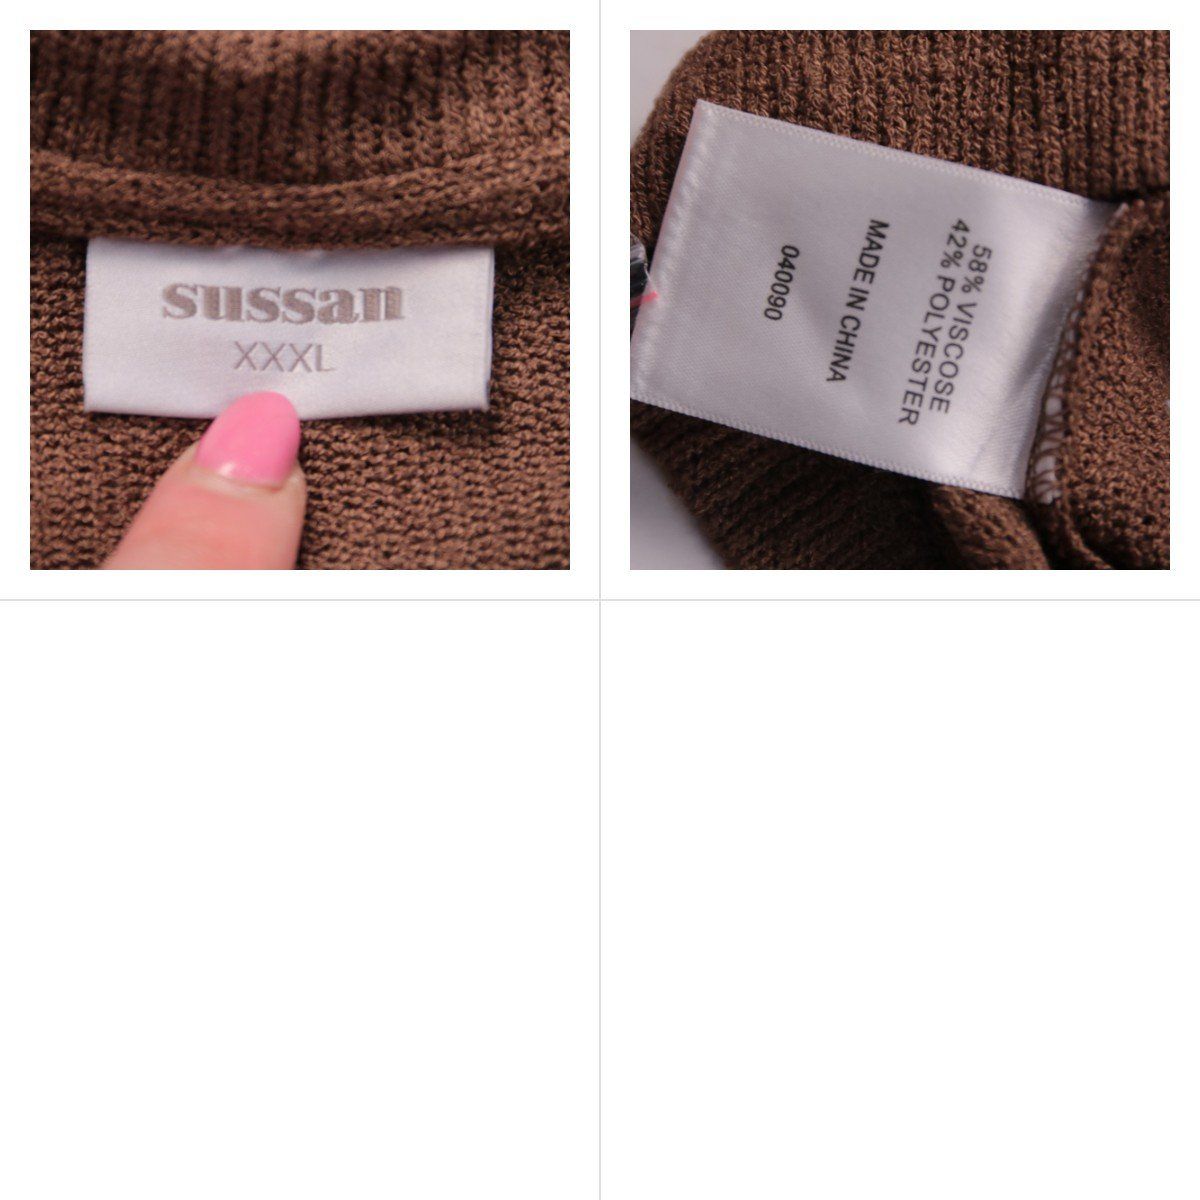 sussan
XXXL
58% VISCOSE
42% POLYESTER
MADE IN CHINA
040090